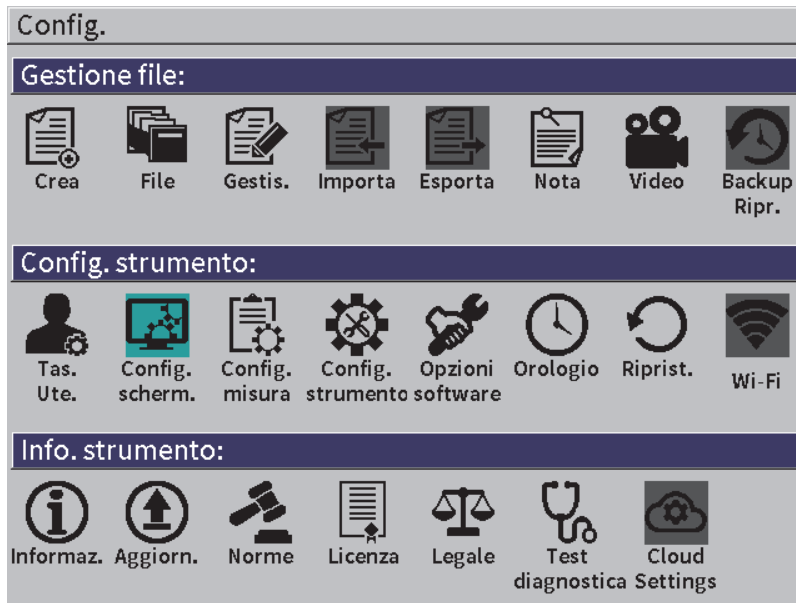 Config.
Gestione file:
Crea File Gestis. Importa Esporta Nota Video Backup
Ripr.
Config. strumento:
Tas. Config. Config. Config. Opzioni Orologio Riprist. Wi-Fi
Ute. scherm. misura strumento software
Info. strumento:
Informaz. Aggiorn. Norme Licenza Legale Test Cloud
diagnostica Settings